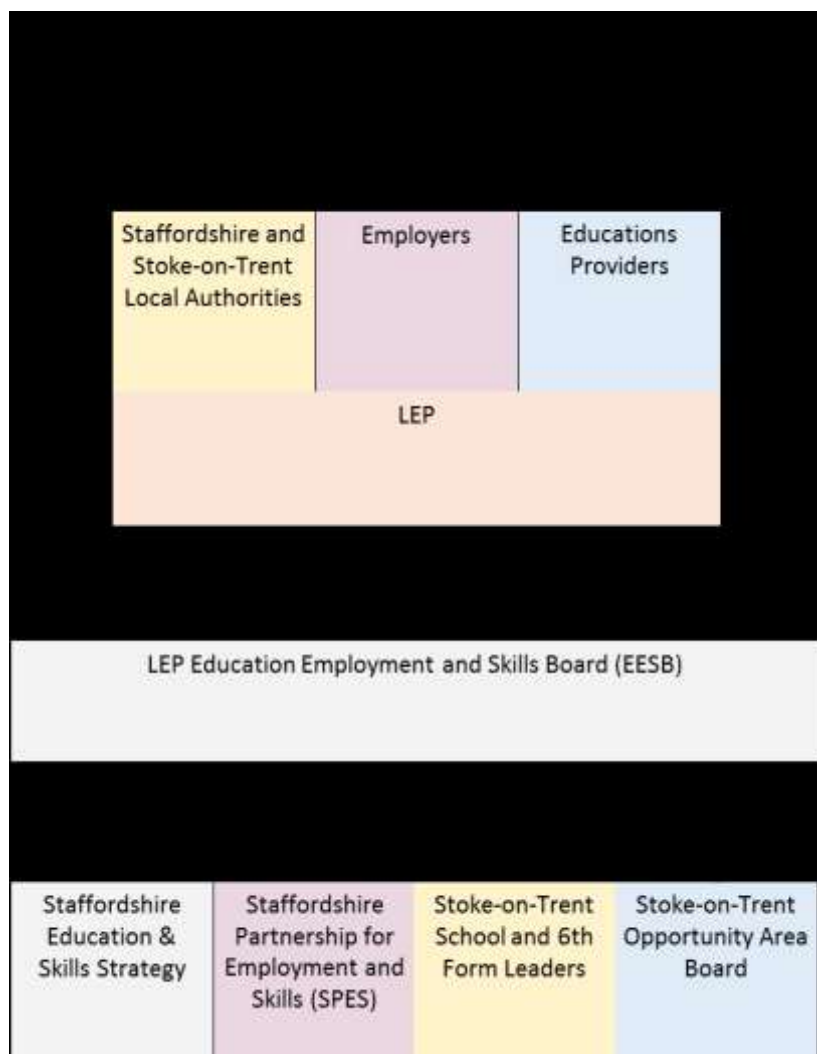 Staffordshire and
Stoke-on-Trent
Local Authorities
Employers
Educations
Providers
LEP
LEP Education Employment and Skills Board (EESB)
Staffordshire
Education &
Skills Strategy
Staffordshire
Partnership for
Employment and
Skills (SPES)
Stoke-on-Trent
School and 6th
Form Leaders
Stoke-on-Trent
Opportunity Area
Board